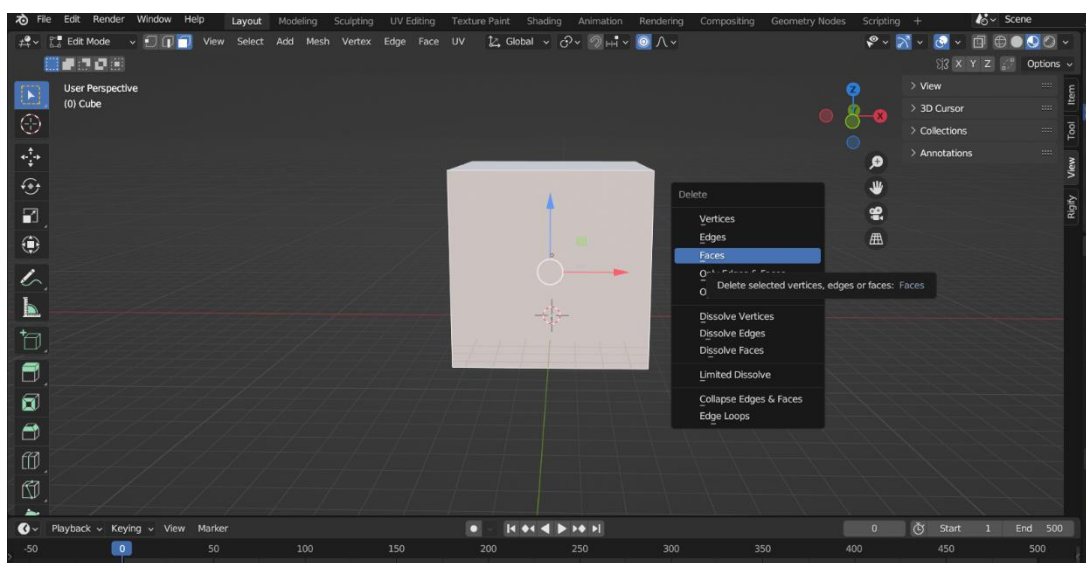 File Edit Render Window Help Layout Modeling Sculpting UV Editing Texture Paint Shading Animation Rendering Compositing Geometry Nodes Scripting + Scene
Edit Mode View Select Add Mesh Vertex Edge Face UV Global
X Y Z Options
User Perspective
(0) Cube
Z
Y
X
> View
> 3D Cursor
> Collections
> Annotations
Item
Tool
View
Rigify
Delete
Vertices
Edges
Faces
Delete selected vertices, edges or faces: Faces
Dissolve Vertices
Dissolve Edges
Dissolve Faces
Limited Dissolve
Collapse Edges & Faces
Edge Loops
Playback Keying View Marker 0 Start 1 End 500
-50 0 50 100 150 200 250 300 350 400 450 500